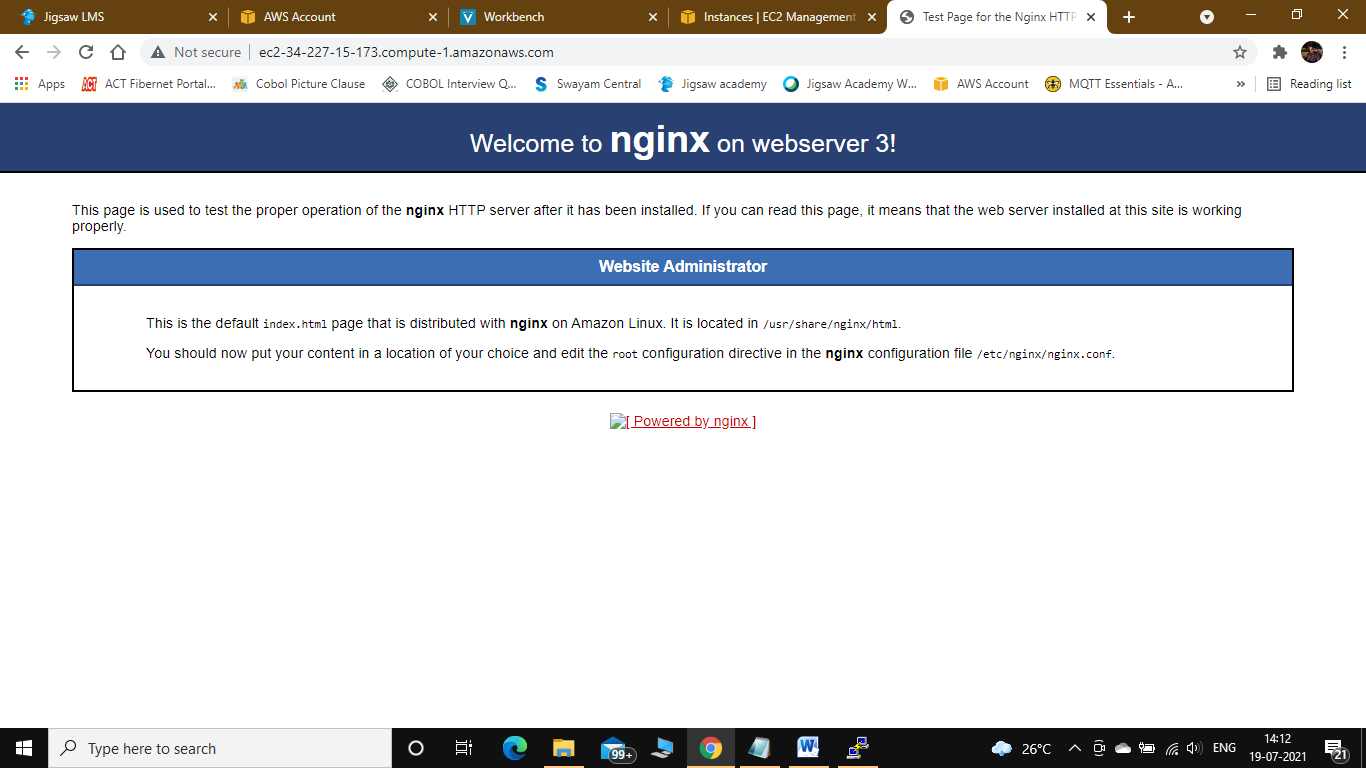 Jigsaw LMS
AWS Account
Workbench
Instances | EC2 Management
Test Page for the Nginx HTTP
Not secure
ec2-34-227-15-173.compute-1.amazonaws.com
Apps
ACT Fibernet Portal...
Cobol Picture Clause
COBOL Interview Q...
Swayam Central
Jigsaw academy
Jigsaw Academy W...
AWS Account
MQTT Essentials - A...
»
Reading list
Welcome to nginx on webserver 3!
This page is used to test the proper operation of the nginx HTTP server after it has been installed. If you can read this page, it means that the web server installed at this site is working
properly.
Website Administrator
This is the default index.html page that is distributed with nginx on Amazon Linux. It is located in /usr/share/nginx/html.
You should now put your content in a location of your choice and edit the root configuration directive in the nginx configuration file /etc/nginx/nginx.conf.
[ Powered by nginx ]
Type here to search
99+
26°C
ENG
14:12
19-07-2021
21